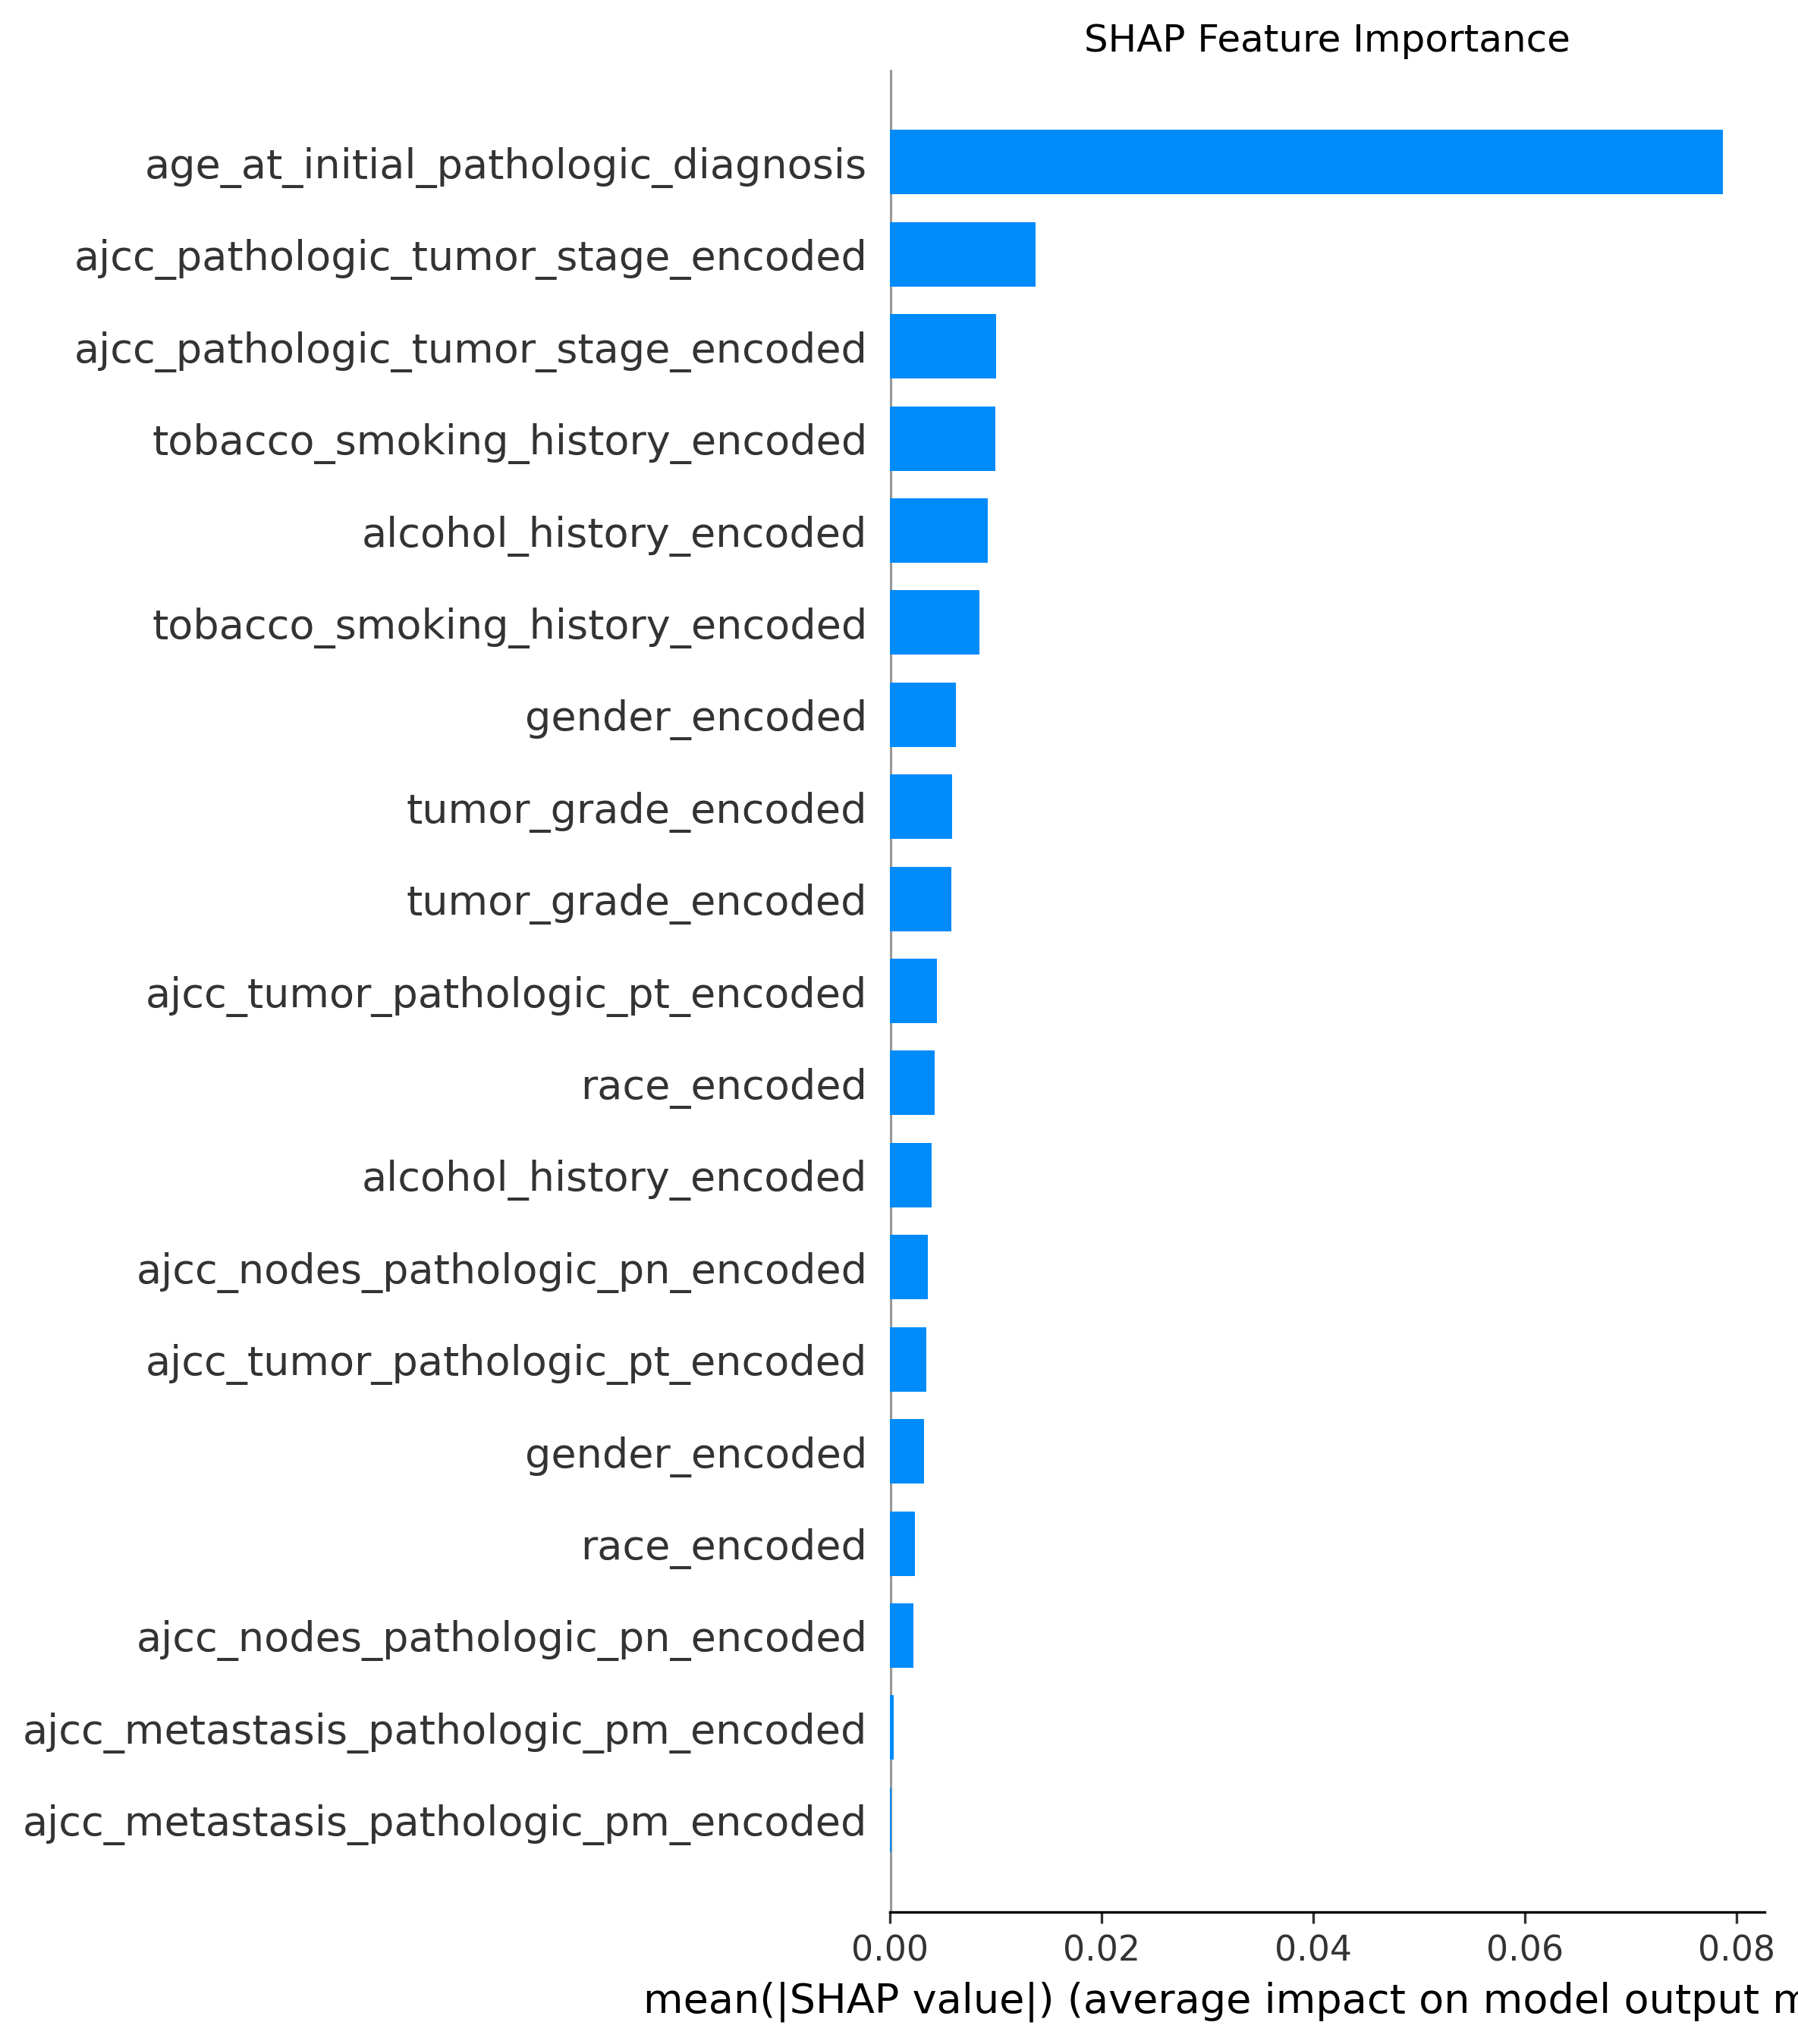 SHAP Feature Importance
age_at_initial_pathologic_diagnosis
ajcc_pathologic_tumor_stage_encoded
ajcc_pathologic_tumor_stage_encoded
tobacco_smoking_history_encoded
alcohol_history_encoded
tobacco_smoking_history_encoded
gender_encoded
tumor_grade_encoded
tumor_grade_encoded
ajcc_tumor_pathologic_pt_encoded
race_encoded
alcohol_history_encoded
ajcc_nodes_pathologic_pn_encoded
ajcc_tumor_pathologic_pt_encoded
gender_encoded
race_encoded
ajcc_nodes_pathologic_pn_encoded
ajcc_metastasis_pathologic_pm_encoded
ajcc_metastasis_pathologic_pm_encoded
0.00 0.02 0.04 0.06 0.08
mean(|SHAP value|) (average impact on model output